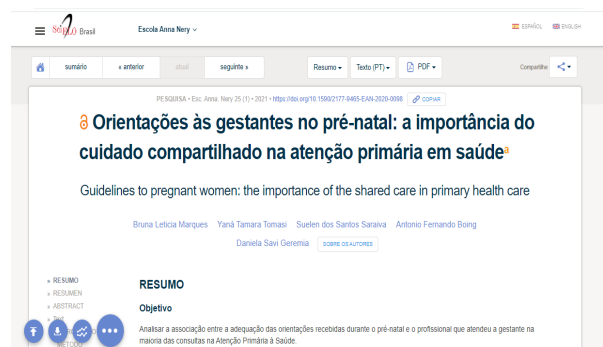 SciELO Brasil
Escola Anna Nery
ESPAÑOL ENGLISH
sumário « anterior atual seguinte » Resumo Texto (PT) PDF Compartilhe
PESQUISA • Esc. Anna. Nery 25 (1) • 2021 • https://doi.org/10.1590/2177-9465-EAN-2020-0098 COPIAR
Orientações às gestantes no pré-natal: a importância do
cuidado compartilhado na atenção primária em saúdeª
Guidelines to pregnant women: the importance of the shared care in primary health care
Bruna Leticia Marques Yaná Tamara Tomasi Suelen dos Santos Saraiva Antonio Fernando Boing
Daniela Savi Geremia SOBRE OS AUTORES
» RESUMO
» RESUMEN
» ABSTRACT
» Text
MÉTODO
RESUMO
Objetivo
Analisar a associação entre a adequação das orientações recebidas durante o pré-natal e o profissional que atendeu a gestante na
maioria das consultas na Atenção Primária à Saúde.